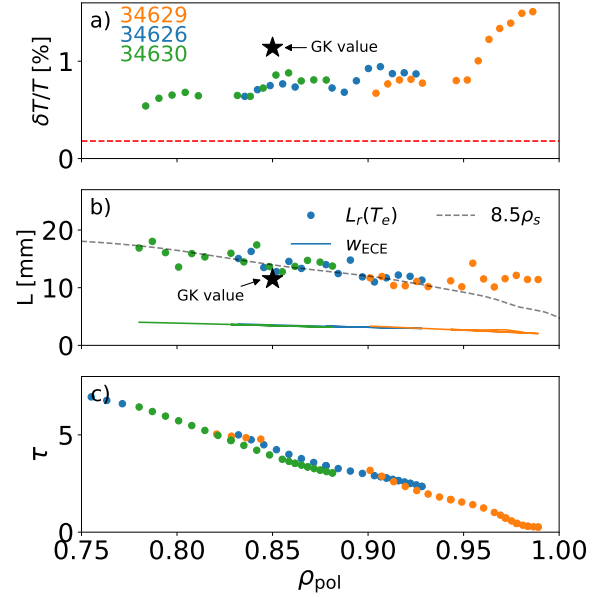 a)
34629
34626
34630
GK value
δT/T [%]
1
0
b)
L_r(T_e)
8.5ρ_s
w_ECE
GK value
L [mm]
20
10
0
c)
τ
5
0
0.75
0.80
0.85
0.90
0.95
1.00
ρ_pol